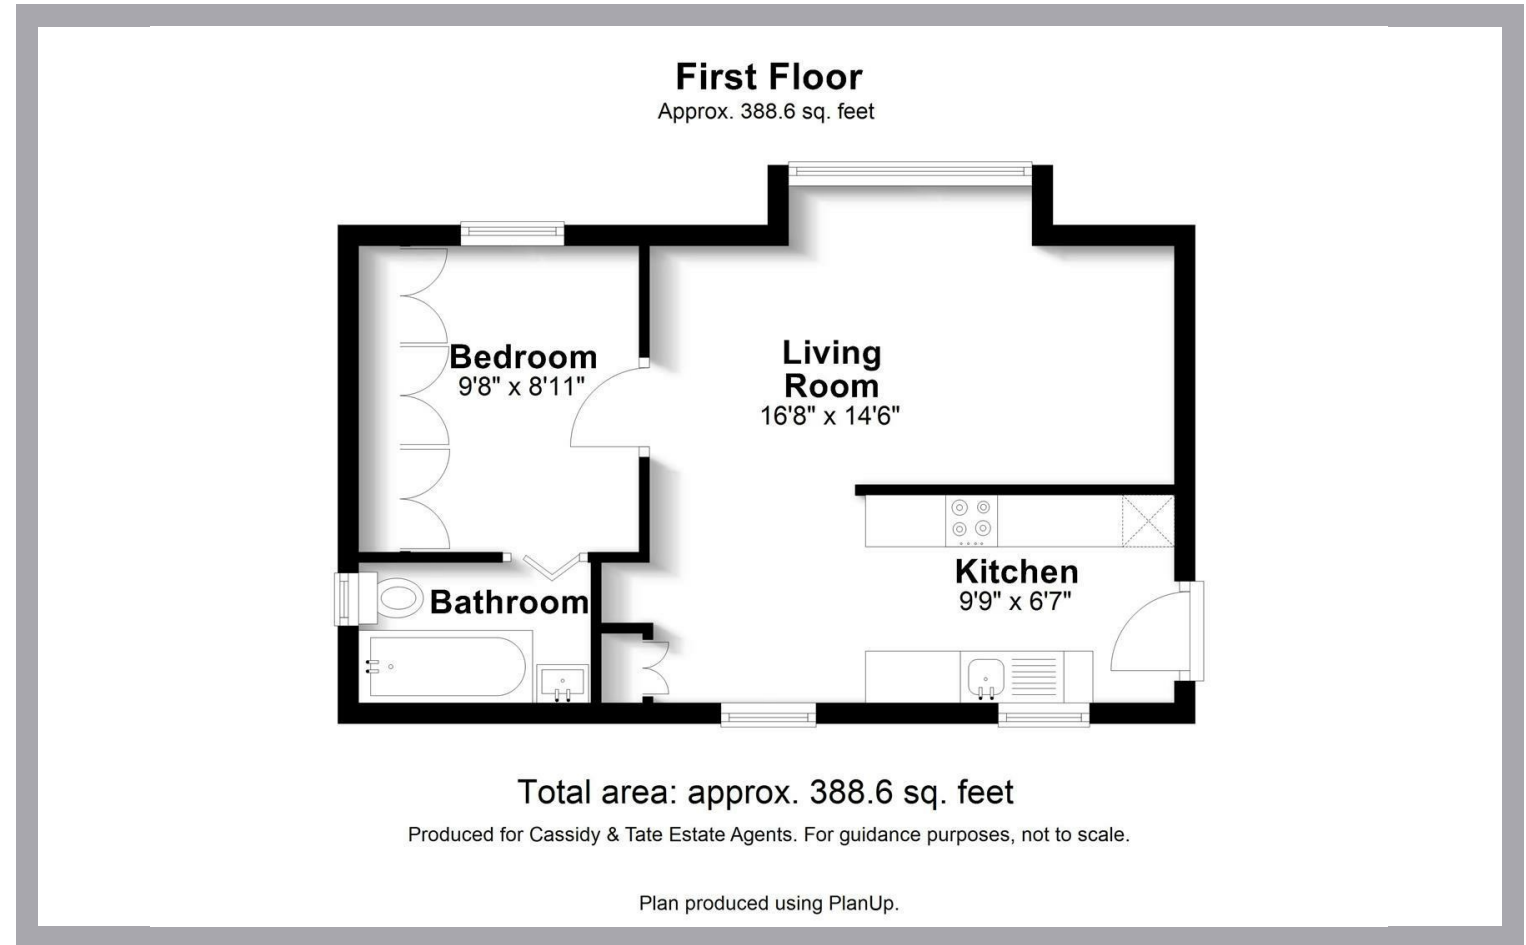 First Floor
Approx. 388.6 sq. feet
Bedroom
9'8" x 8'11"
Living
Room
16'8" x 14'6"
Kitchen
9'9" x 6'7"
Bathroom
Total area: approx. 388.6 sq. feet
Produced for Cassidy & Tate Estate Agents. For guidance purposes, not to scale.
Plan produced using PlanUp.